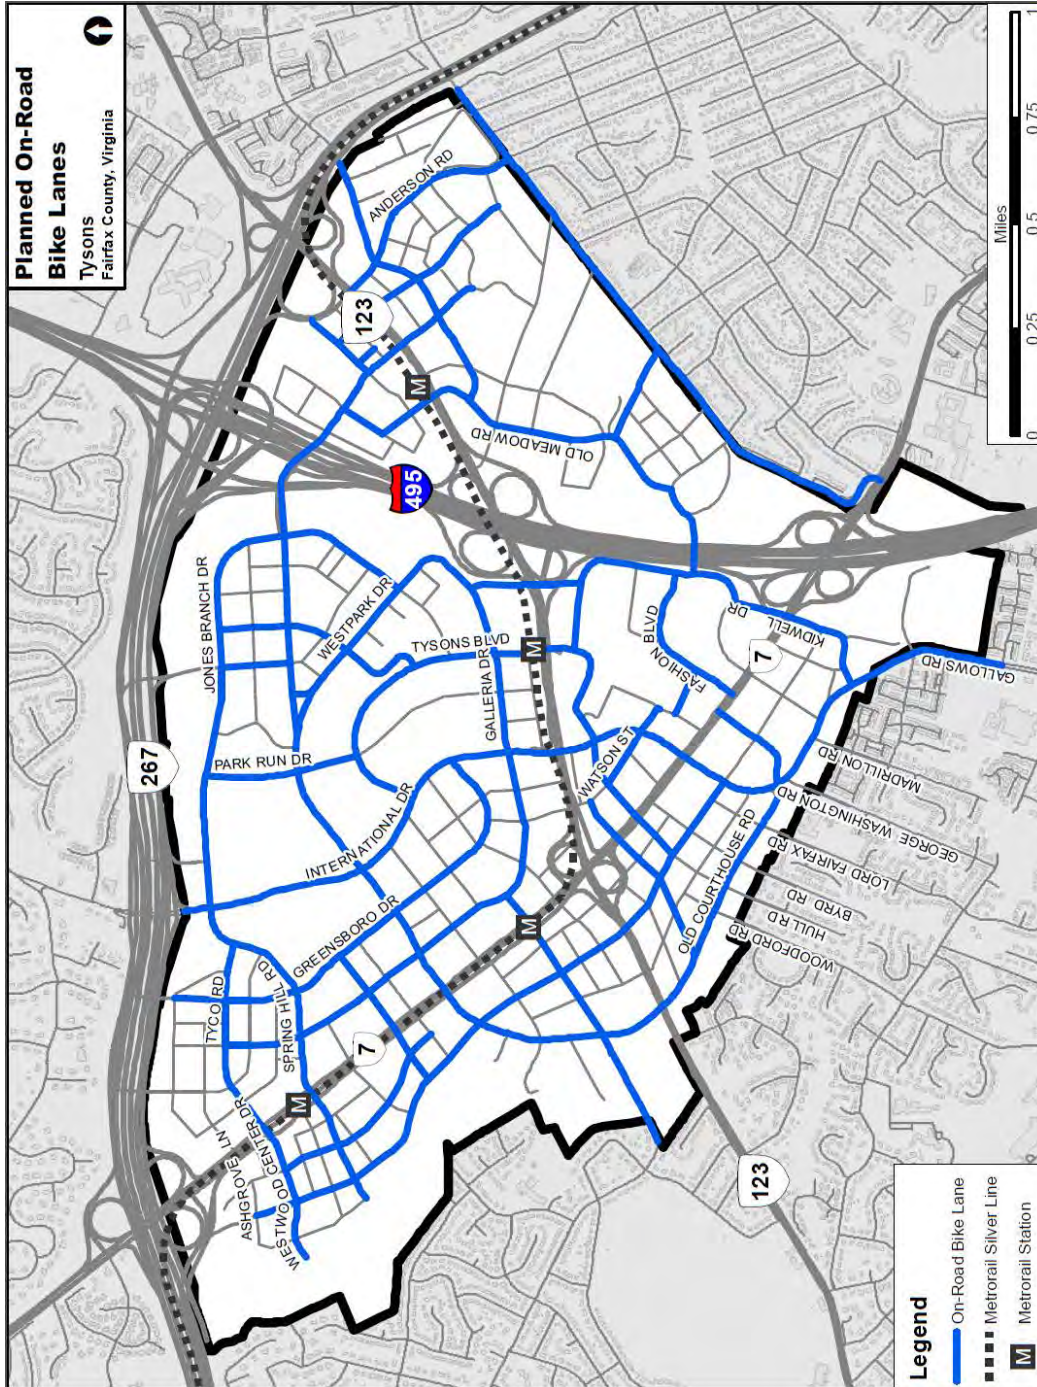 Planned On-Road
Bike Lanes
Tysons
Fairfax County, Virginia
ANDERSON RD
123
M
OLD MEADOW RD
495
JONES BRANCH DR
WESTPARK DR
TYSONS BLVD
GALLERIA DR
M
FASHION BLVD
KIDWELL DR
7
GALLOWS RD
267
PARK RUN DR
INTERNATIONAL DR
WATSON ST
MADRILLON RD
GEORGE WASHINGTON RD
LORD FAIRFAX RD
BYRD RD
HULL RD
WOODFORD RD
OLD COURTHOUSE RD
GREENSBORO DR
M
TYCO RD
SPRING HILL RD
7
M
ASHGROVE LN
WESTWOOD CENTER DR
123
Miles
0 0.25 0.5 0.75 1
Legend
On-Road Bike Lane
Metrorail Silver Line
M Metrorail Station